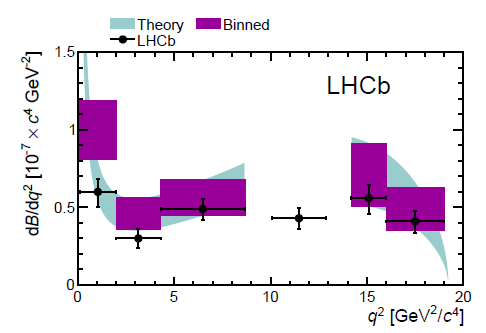 Theory Binned
LHCb
dB/dq² [10⁻⁷ × c⁴ GeV⁻²]
1.5
1
0.5
0
LHCb
0 5 10 15 20
q² [GeV²/c⁴]